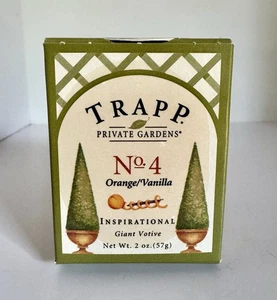 TRAPP
PRIVATE GARDENS®
No. 4
Orange/Vanilla
INSPIRATIONAL
Giant Votive
Net Wt. 2 oz. (57g)